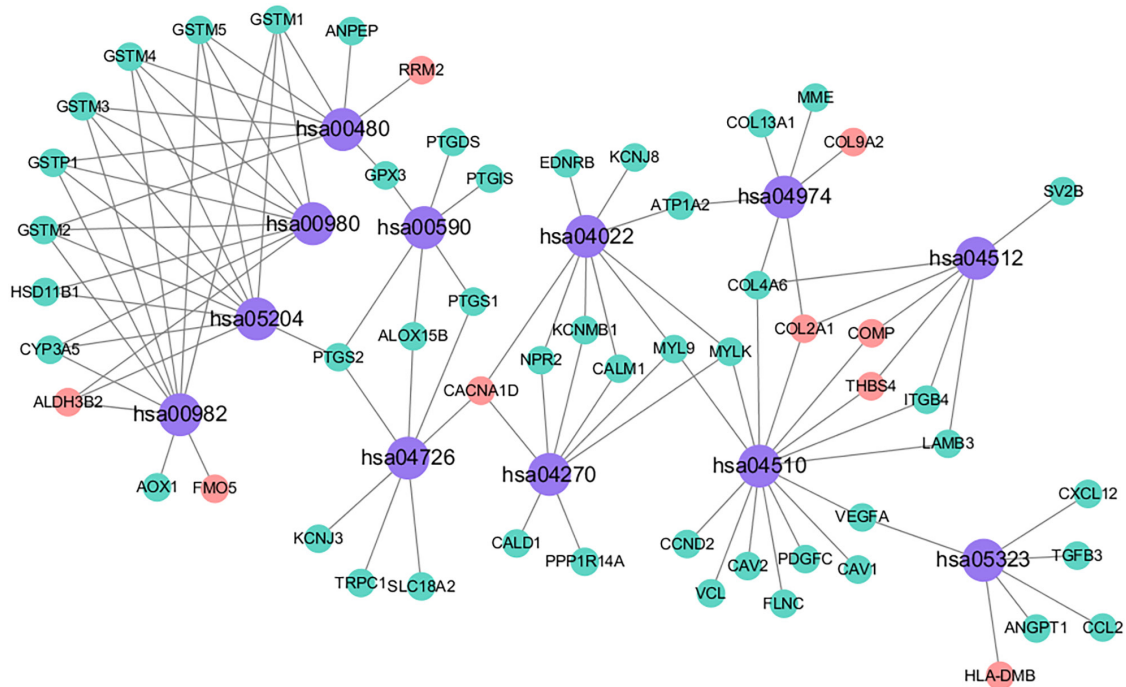 GSTM1
GSTM5
ANPEP
GSTM4
RRM2
MME
GSTM3
COL13A1
hsa00480
PTGDS
COL9A2
EDNRB
KCNJ8
GSTP1
GPX3
PTGIS
SV2B
hsa04974
ATP1A2
hsa00980
hsa00590
GSTM2
hsa04022
hsa04512
COL4A6
HSD11B1
PTGS1
hsa05204
KCNMB1
COL2A1
COMP
ALOX15B
CYP3A5
PTGS2
NPR2
MYL9
MYLK
CALM1
THBS4
CACNA1D
ALDH3B2
ITGB4
hsa00982
LAMB3
hsa04726
hsa04510
hsa04270
AOX1
FMO5
CXCL12
VEGFA
KCNJ3
CALD1
CCND2
TGFB3
PPP1R14A
CAV2
PDGFC
CAV1
hsa05323
TRPC1
SLC18A2
VCL
FLNC
ANGPT1
CCL2
HLA-DMB